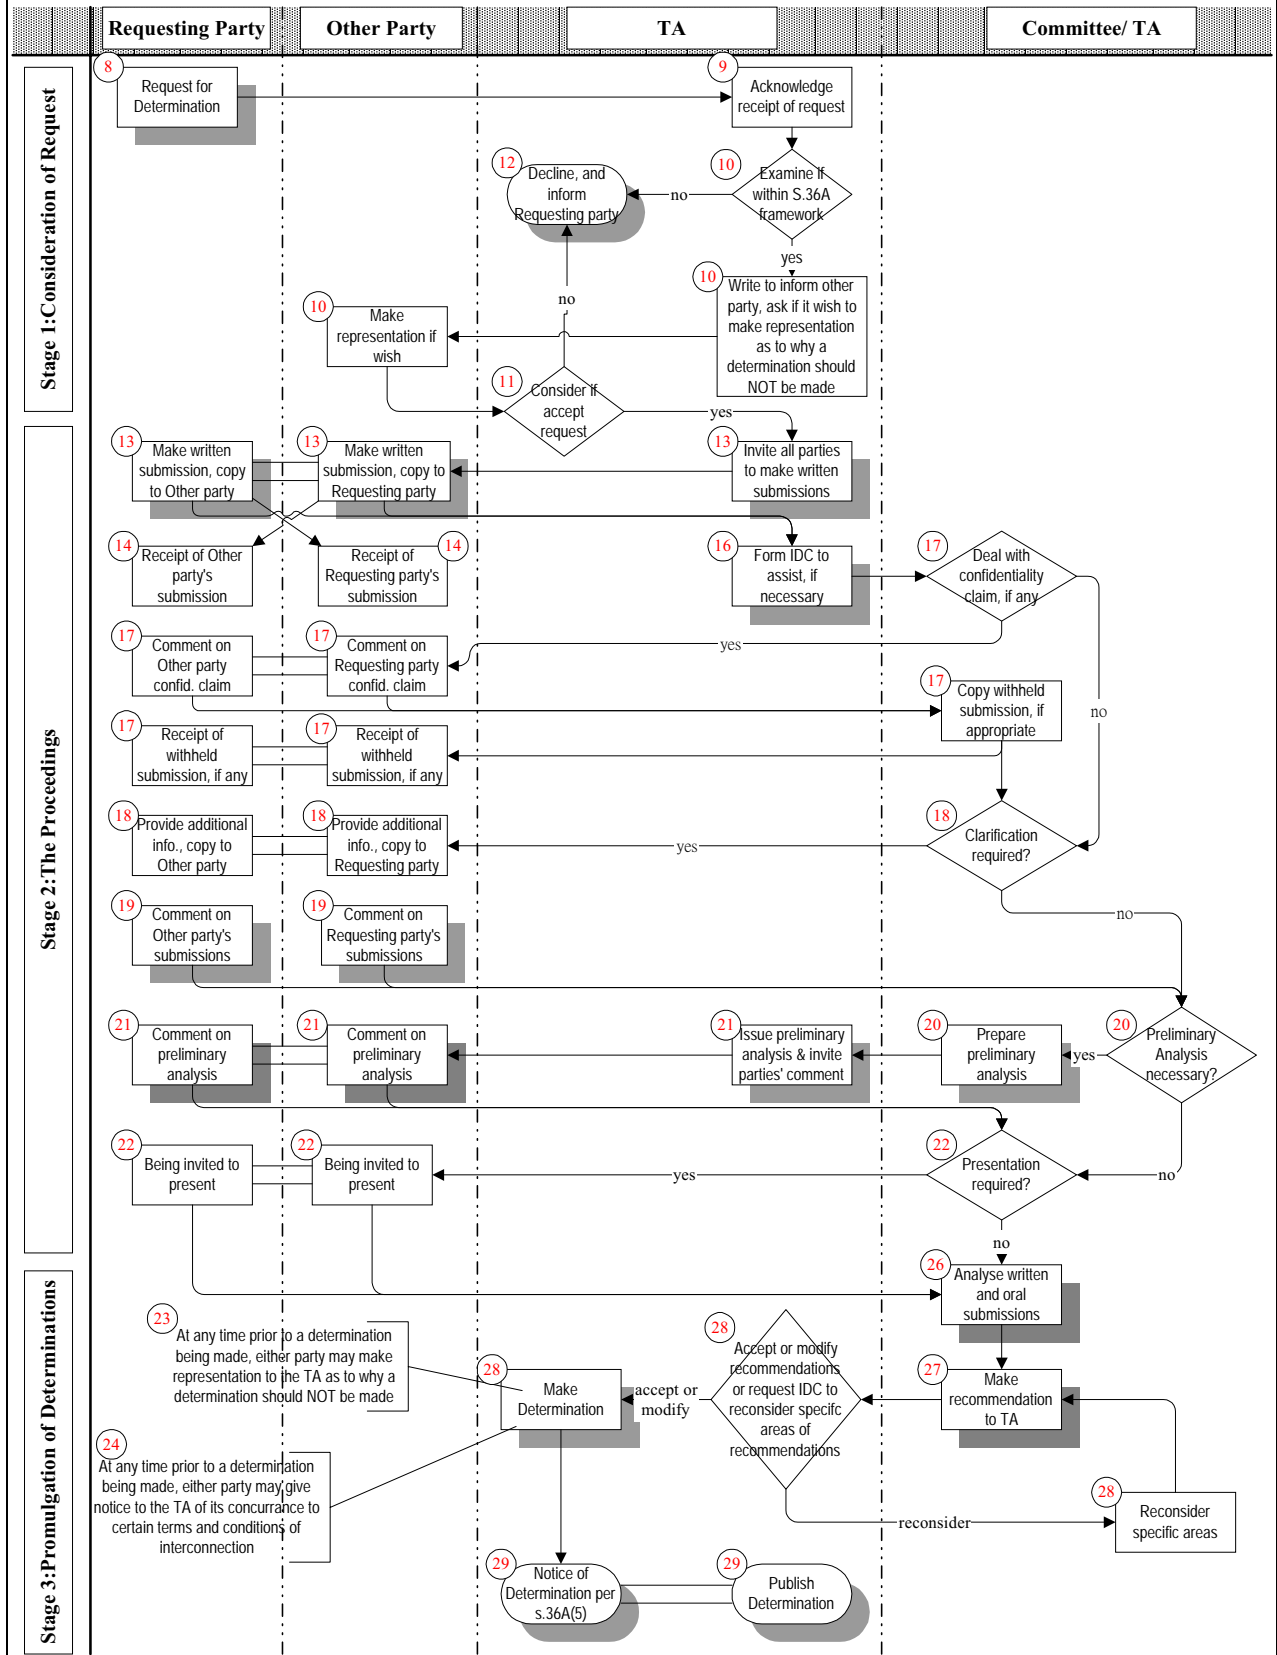 Requesting Party
Other Party
TA
Committee/ TA
Stage 1:Consideration of Request
8
Request for
Determination
9
Acknowledge
receipt of request
10
Examine if
within S.36A
framework
no
12
Decline, and
inform
Requesting party
yes
10
Write to inform other
party, ask if it wish to
make representation
as to why a
determination should
NOT be made
10
Make
representation if
wish
no
11
Consider if
accept
request
yes
Stage 2:The Proceedings
13
Make written
submission, copy
to Other party
13
Make written
submission, copy to
Requesting party
13
Invite all parties
to make written
submissions
14
Receipt of Other
party's
submission
14
Receipt of
Requesting party's
submission
16
Form IDC to
assist, if
necessary
17
Deal with
confidentiality
claim, if any
yes
no
17
Comment on
Other party
confid. claim
17
Comment on
Requesting party
confid. claim
17
Copy withheld
submission, if
appropriate
17
Receipt of
withheld
submission, if any
17
Receipt of
withheld
submission, if any
18
Provide additional
info., copy to
Other party
18
Provide additional
info., copy to
Requesting party
yes
18
Clarification
required?
no
19
Comment on
Other party's
submissions
19
Comment on
Requesting party's
submissions
21
Comment on
preliminary
analysis
21
Comment on
preliminary
analysis
21
Issue preliminary
analysis & invite
parties' comment
20
Prepare
preliminary
analysis
yes
20
Preliminary
Analysis
necessary?
22
Being invited to
present
22
Being invited to
present
yes
22
Presentation
required?
no
no
Stage 3:Promulgation of Determinations
26
Analyse written
and oral
submissions
23
At any time prior to a determination
being made, either party may make
representation to the TA as to why a
determination should NOT be made
28
Make
Determination
accept or
modify
28
Accept or modify
recommendations
or request IDC to
reconsider specifc
areas of
recommendations
27
Make
recommendation
to TA
24
At any time prior to a determination
being made, either party may give
notice to the TA of its concurrance to
certain terms and conditions of
interconnection
reconsider
28
Reconsider
specific areas
29
Notice of
Determination per
s.36A(5)
29
Publish
Determination